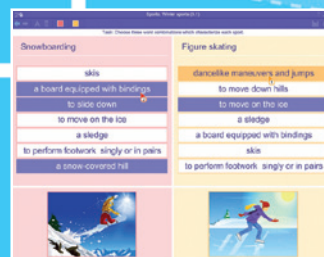 Sports. Winter sports (1/1)
Task: Choose these word combinations which characterize each sport.
Snowboarding
skis
a board equipped with bindings
to slide down
to move on the ice
a sledge
to perform footwork singly or in pairs
a snow-covered hill
Figure skating
dancelike maneuvers and jumps
to move down hills
to move on the ice
a sledge
a board equipped with bindings
skis
to perform footwork singly or in pairs